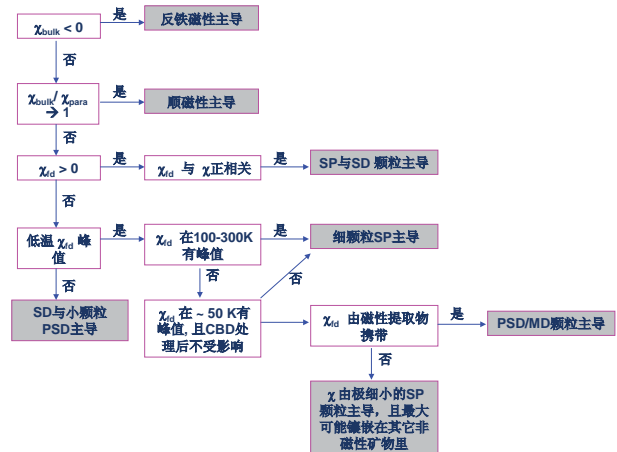 χbulk < 0
是
反铁磁性主导
否
χbulk/ χpara
→ 1
是
顺磁性主导
否
χfd > 0
是
χfd 与 χ正相关
是
SP与SD 颗粒主导
否
低温 χfd 峰
值
是
χfd 在100-300K
有峰值
是
细颗粒SP主导
否
否
否
SD与小颗粒
PSD主导
χfd 在 ~ 50 K有
峰值, 且CBD处
理后不受影响
χfd 由磁性提取物
携带
是
PSD/MD颗粒主导
否
χ 由极细小的SP
颗粒主导，且最大
可能镶嵌在其它非
磁性矿物里